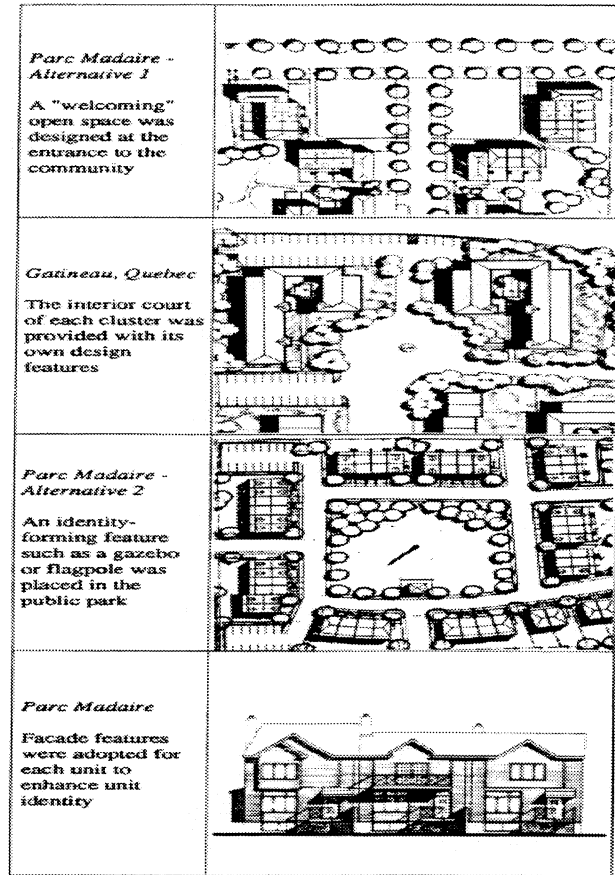 Parc Madaire -
Alternative 1
A "welcoming"
open space was
designed at the
entrance to the
community
Gatineau, Quebec
The interior court
of each cluster was
provided with its
own design
features
Parc Madaire -
Alternative 2
An identity-
forming feature
such as a gazebo
or flagpole was
placed in the
public park
Parc Madaire
Facade features
were adopted for
each unit to
enhance unit
identity